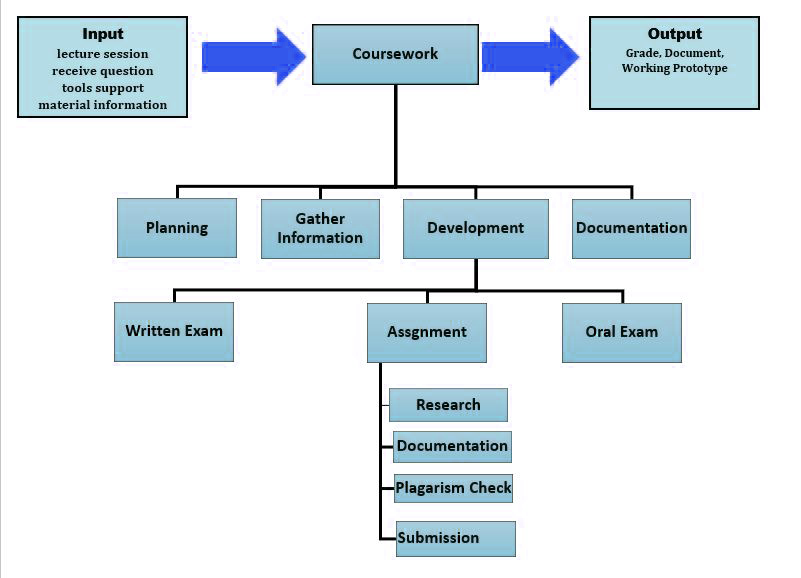 Input
lecture session
receive question
tools support
material information
Coursework
Output
Grade, Document,
Working Prototype
Planning
Gather
Information
Development
Documentation
Written Exam
Assgnment
Oral Exam
Research
Documentation
Plagarism Check
Submission